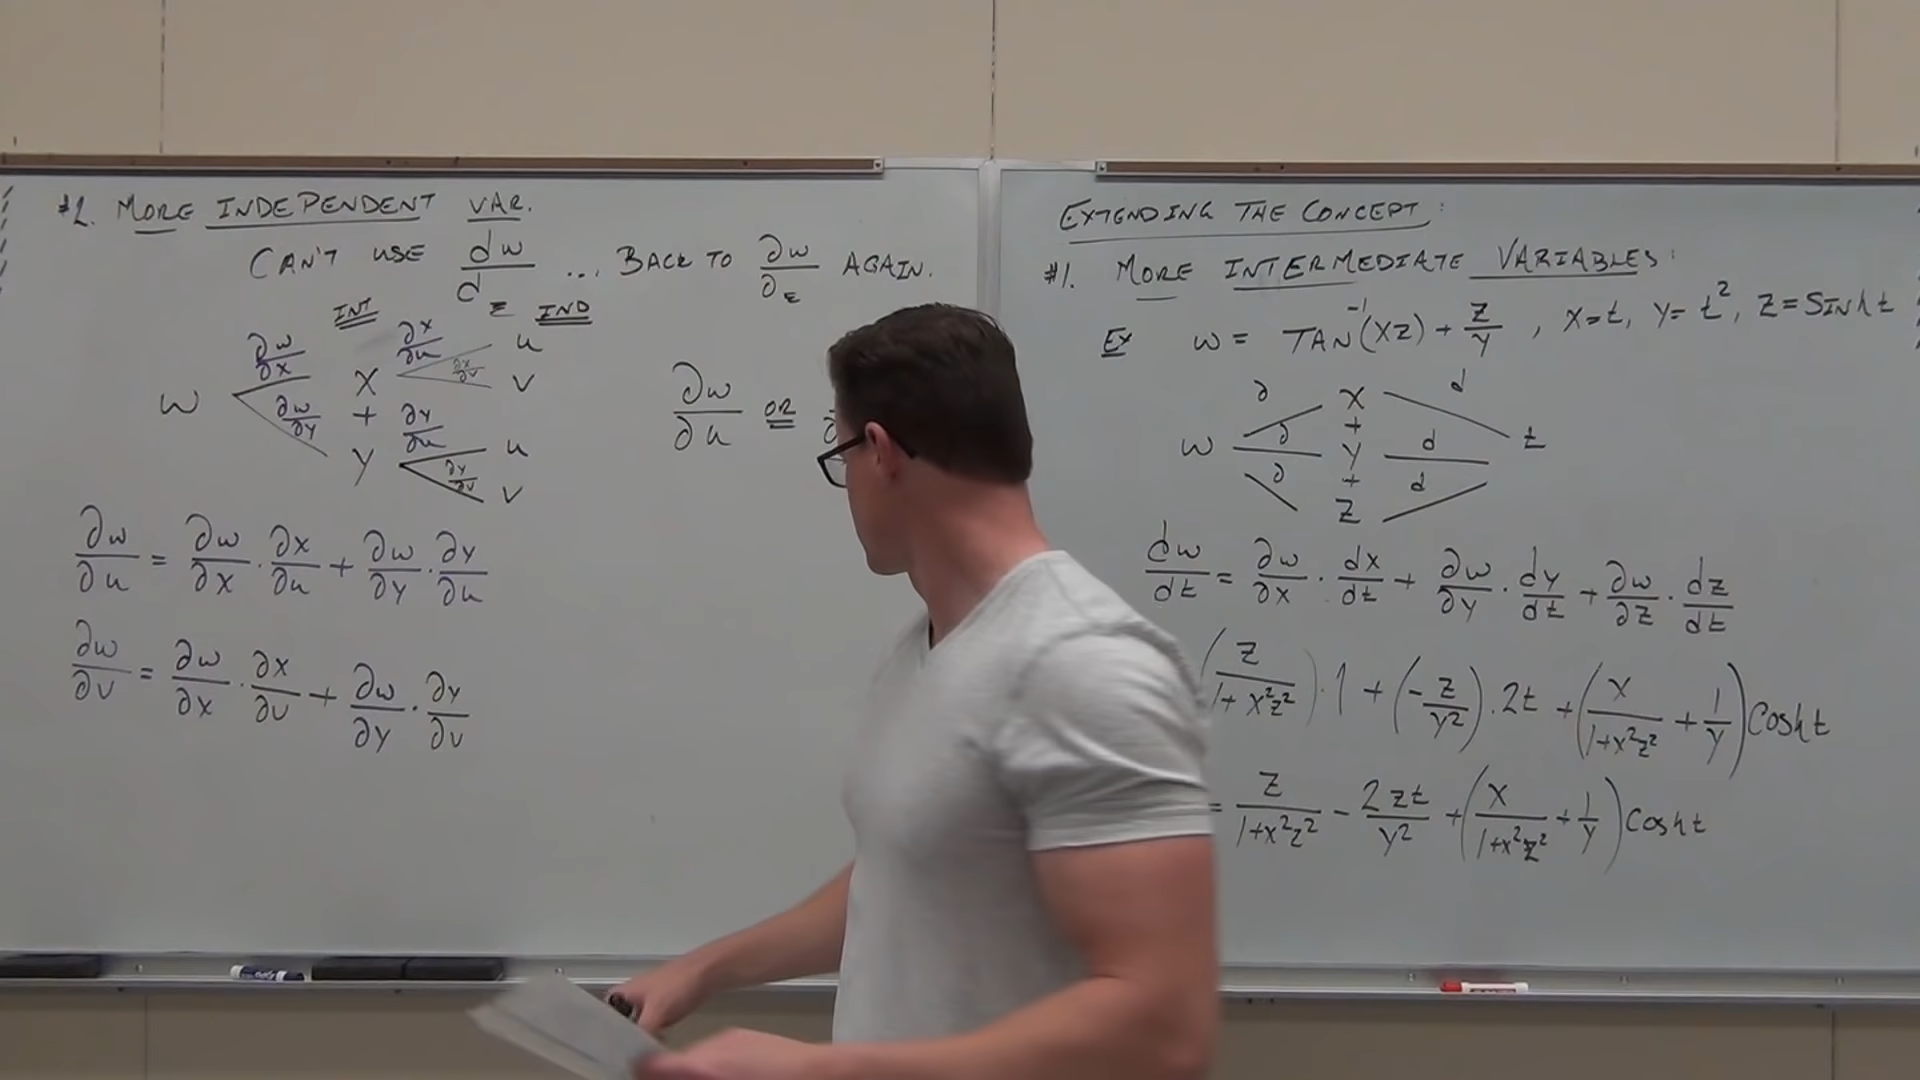 #2. MORE INDEPENDENT VAR.
CAN'T USE dw/dt ... BACK TO ∂w/∂t AGAIN.
INT IND
∂w/∂x ∂x/∂u u
w x ∂x/∂v v
∂w/∂y + ∂y/∂u
y u
∂y/∂v v
∂w/∂u OR ∂
∂w/∂u = ∂w/∂x · ∂x/∂u + ∂w/∂y · ∂y/∂u
∂w/∂v = ∂w/∂x · ∂x/∂v + ∂w/∂y · ∂y/∂v
EXTENDING THE CONCEPT:
#1. MORE INTERMEDIATE VARIABLES:
EX w = TAN⁻¹(xz) + z/y , x=t, y=t², z=SINh t
∂ x d
+
w ∂ y d t
+
∂ z d
dw/dt = ∂w/∂x · dx/dt + ∂w/∂y · dy/dt + ∂w/∂z · dz/dt
(z/(1+x²z²)) · 1 + (-z/y²) · 2t + (x/(1+x²z²) + 1/y) Cosh t
= z/(1+x²z²) - 2zt/y² + (x/(1+x²z²) + 1/y) Cosh t